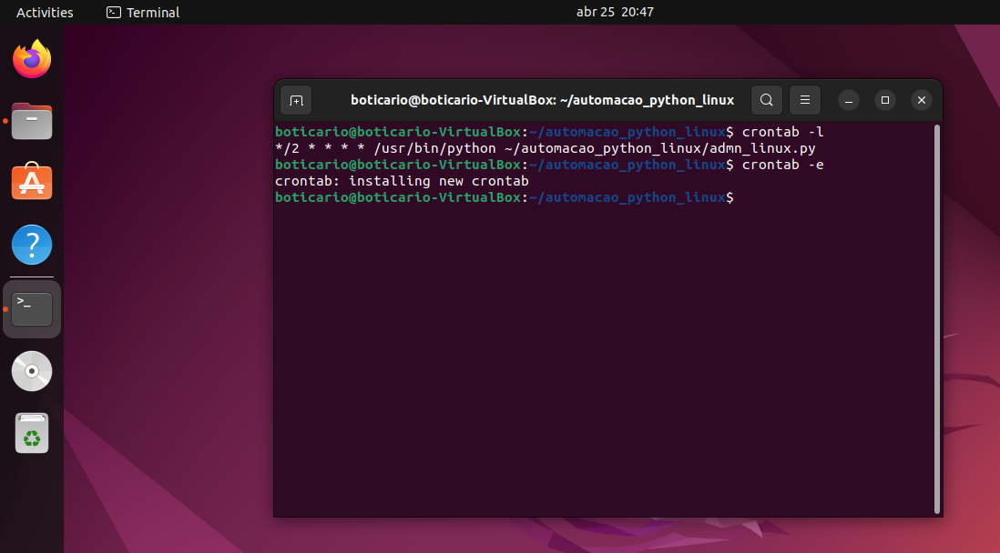 Activities
Terminal
abr 25 20:47
boticario@boticario-VirtualBox: ~/automacao_python_linux
boticario@boticario-VirtualBox:~/automacao_python_linux$ crontab -l
*/2 * * * * /usr/bin/python ~/automacao_python_linux/admn_linux.py
boticario@boticario-VirtualBox:~/automacao_python_linux$ crontab -e
crontab: installing new crontab
boticario@boticario-VirtualBox:~/automacao_python_linux$